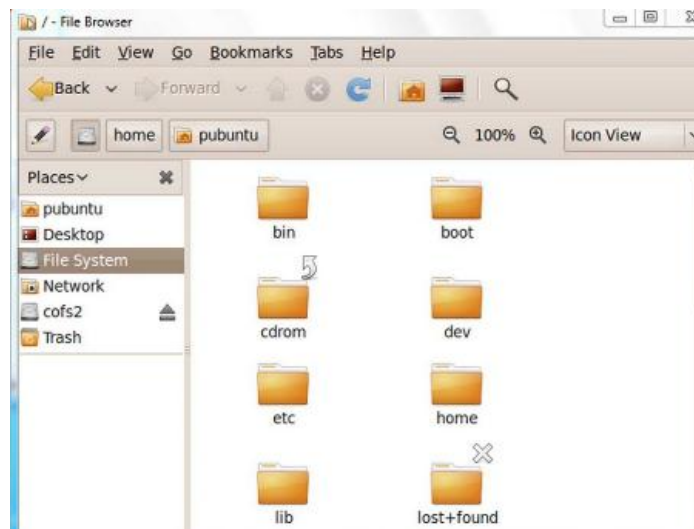 / - File Browser
File Edit View Go Bookmarks Tabs Help
Back Forward
home pubuntu 100% Icon View
Places
pubuntu
Desktop
File System
Network
cofs2
Trash
bin boot
cdrom dev
etc home
lib lost+found